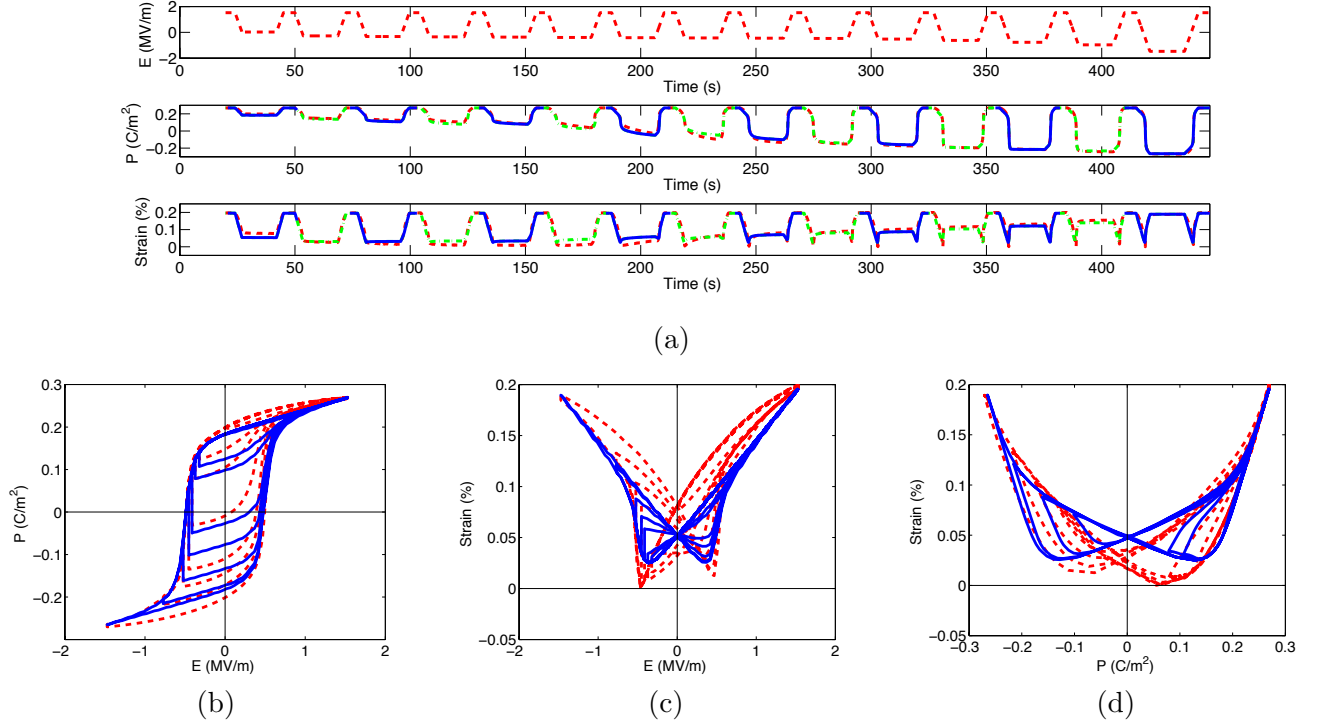 2
0
−2
E (MV/m)
0 50 100 150 200 250 300 350 400
Time (s)
0.2
0
−0.2
P (C/m²)
0 50 100 150 200 250 300 350 400
Time (s)
0.2
0.1
0
Strain (%)
0 50 100 150 200 250 300 350 400
Time (s)
(a)
0.3
0.2
0.1
0
−0.1
−0.2
P (C/m²)
−2 −1 0 1 2
E (MV/m)
(b)
0.2
0.15
0.1
0.05
0
−0.05
Strain (%)
−2 −1 0 1 2
E (MV/m)
(c)
0.2
0.15
0.1
0.05
0
−0.05
Strain (%)
−0.3 −0.2 −0.1 0 0.1 0.2 0.3
P (C/m²)
(d)